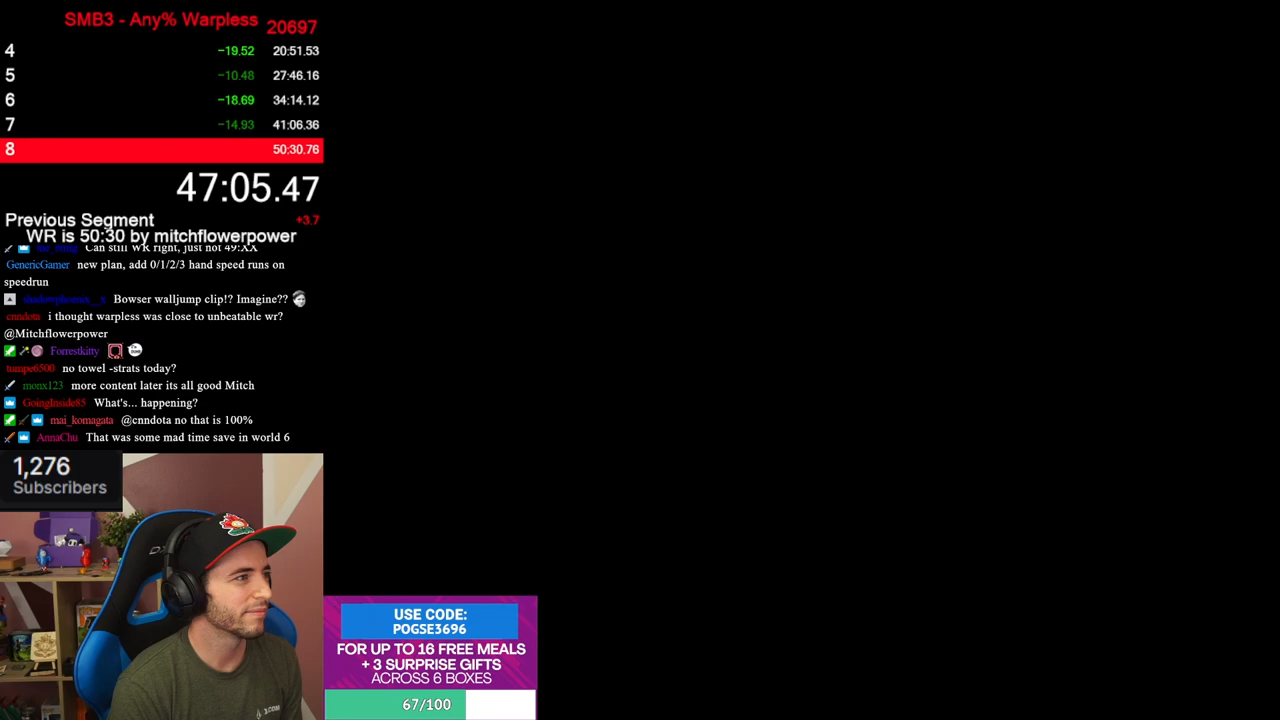 SMB3 - Any% Warpless 20697
4 −19.52 20:51.53
5 −10.48 27:46.16
6 −18.69 34:14.12
7 −14.93 41:06.36
8 50:30.76
47:05.47
Previous Segment +3.7
WR is 50:30 by mitchflowerpower
Can still WR right, just not 49:XX
GenericGamer new plan, add 0/1/2/3 hand speed runs on
speedrun
shadowphoenix__x Bowser walljump clip!? Imagine??
cnndota i thought warpless was close to unbeatable wr?
@Mitchflowerpower
Forrestkitty
tumpe6500 no towel -strats today?
monx123 more content later its all good Mitch
GoingInside85 What's... happening?
mai_komagata @cnndota no that is 100%
AnnaChu That was some mad time save in world 6
1,276
Subscribers
USE CODE:
POGSE3696
FOR UP TO 16 FREE MEALS
+ 3 SURPRISE GIFTS
ACROSS 6 BOXES
67/100